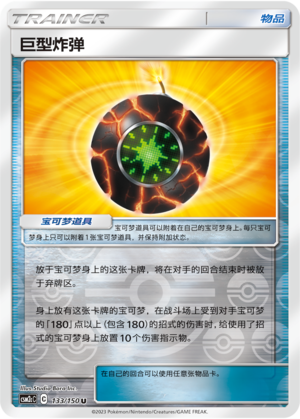 TRAINER
物品
巨型炸弹
宝可梦道具
宝可梦道具可以附着在自己的宝可梦身上。每只宝可
梦身上只可以附着1张宝可梦道具，并保持附加状态。
放于宝可梦身上的这张卡牌，将在对手的回合结束时被放
于弃牌区。
身上放有这张卡牌的宝可梦，在战斗场上受到对手宝可梦
的「180」点以上（包含180）的招式的伤害时，给使用了招
式的宝可梦身上放置10个伤害指示物。
在自己的回合可以使用任意张物品卡。
Illus. Studio Bora Inc.
CSM2cC G 133/150 U
©2023 Pokémon/Nintendo/Creatures/GAME FREAK.